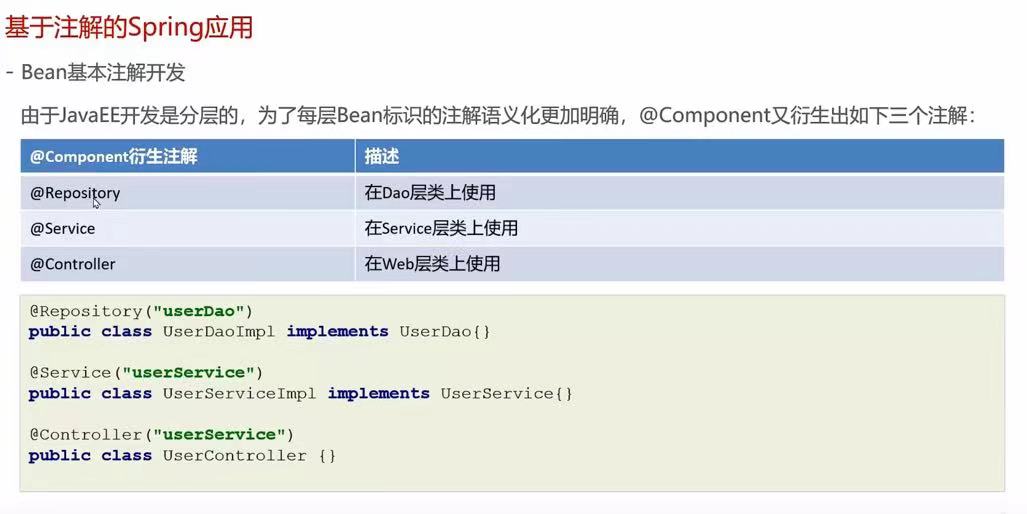 基于注解的Spring应用
- Bean基本注解开发
由于JavaEE开发是分层的，为了每层Bean标识的注解语义化更加明确，@Component又衍生出如下三个注解：
@Component衍生注解 描述
@Repository 在Dao层类上使用
@Service 在Service层类上使用
@Controller 在Web层类上使用
@Repository("userDao")
public class UserDaoImpl implements UserDao{}
@Service("userService")
public class UserServiceImpl implements UserService{}
@Controller("userService")
public class UserController {}